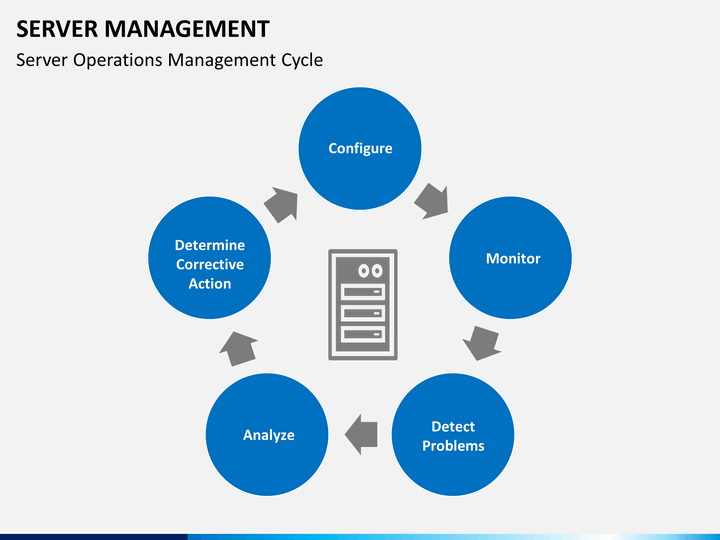 SERVER MANAGEMENT
Server Operations Management Cycle
Configure
Monitor
Detect
Problems
Analyze
Determine
Corrective
Action